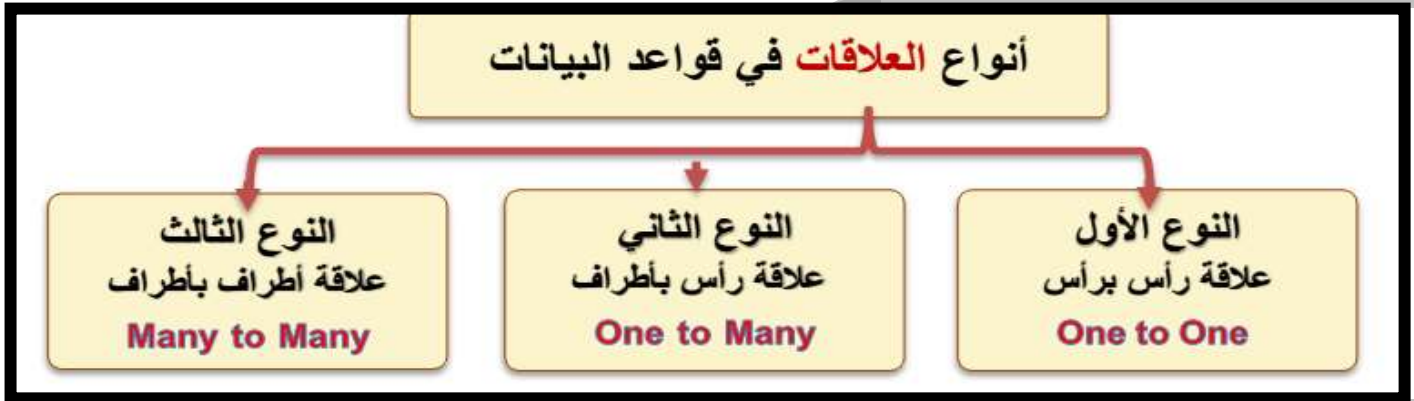 أنواع العلاقات في قواعد البيانات
النوع الأول
علاقة رأس برأس
One to One
النوع الثاني
علاقة رأس بأطراف
One to Many
النوع الثالث
علاقة أطراف بأطراف
Many to Many